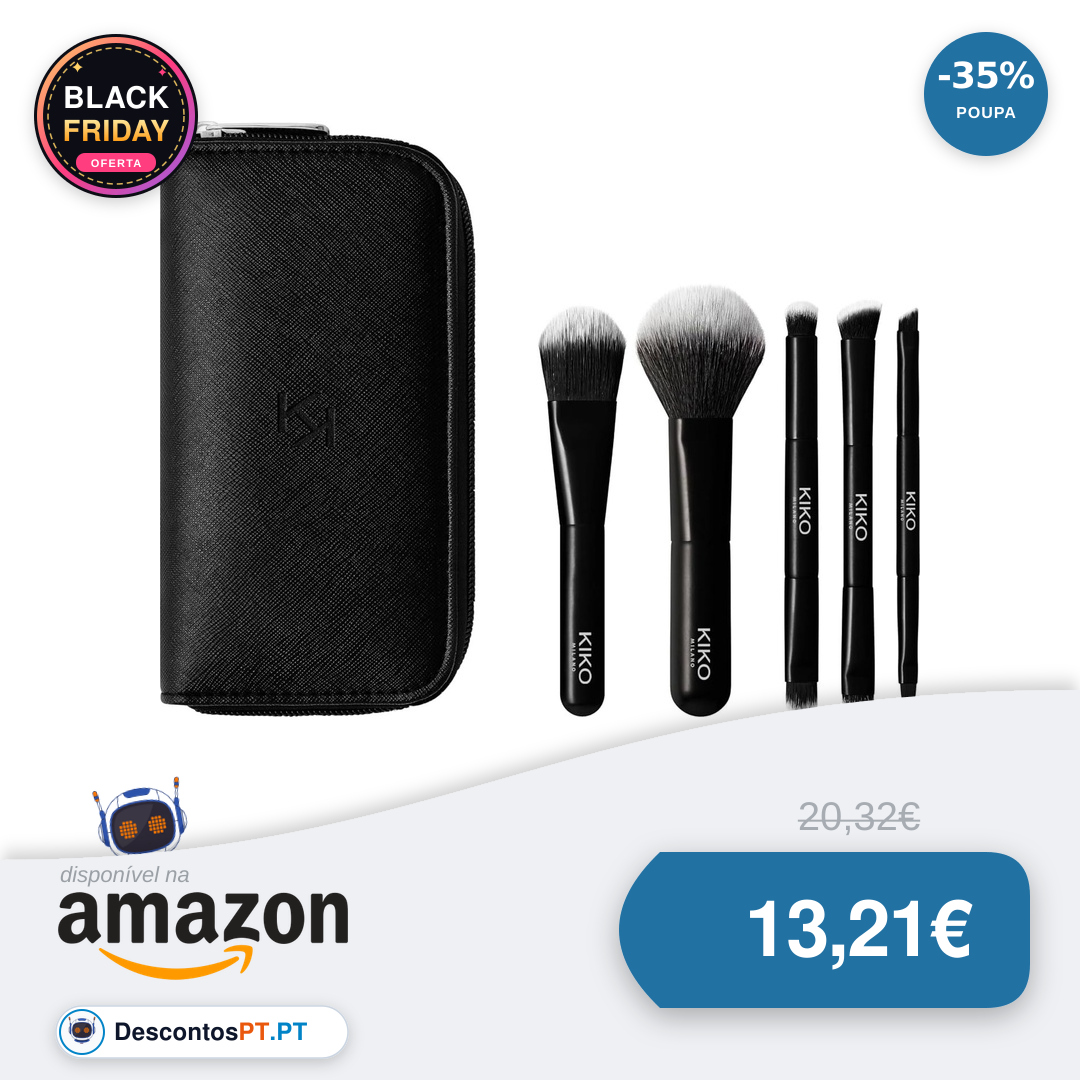 BLACK
FRIDAY
OFERTA
-35%
POUPA
KIKO
MILANO
KIKO
MILANO
KIKO
MILANO
KIKO
MILANO
KIKO
MILANO
20,32€
13,21€
disponível na
amazon
DescontosPT.PT